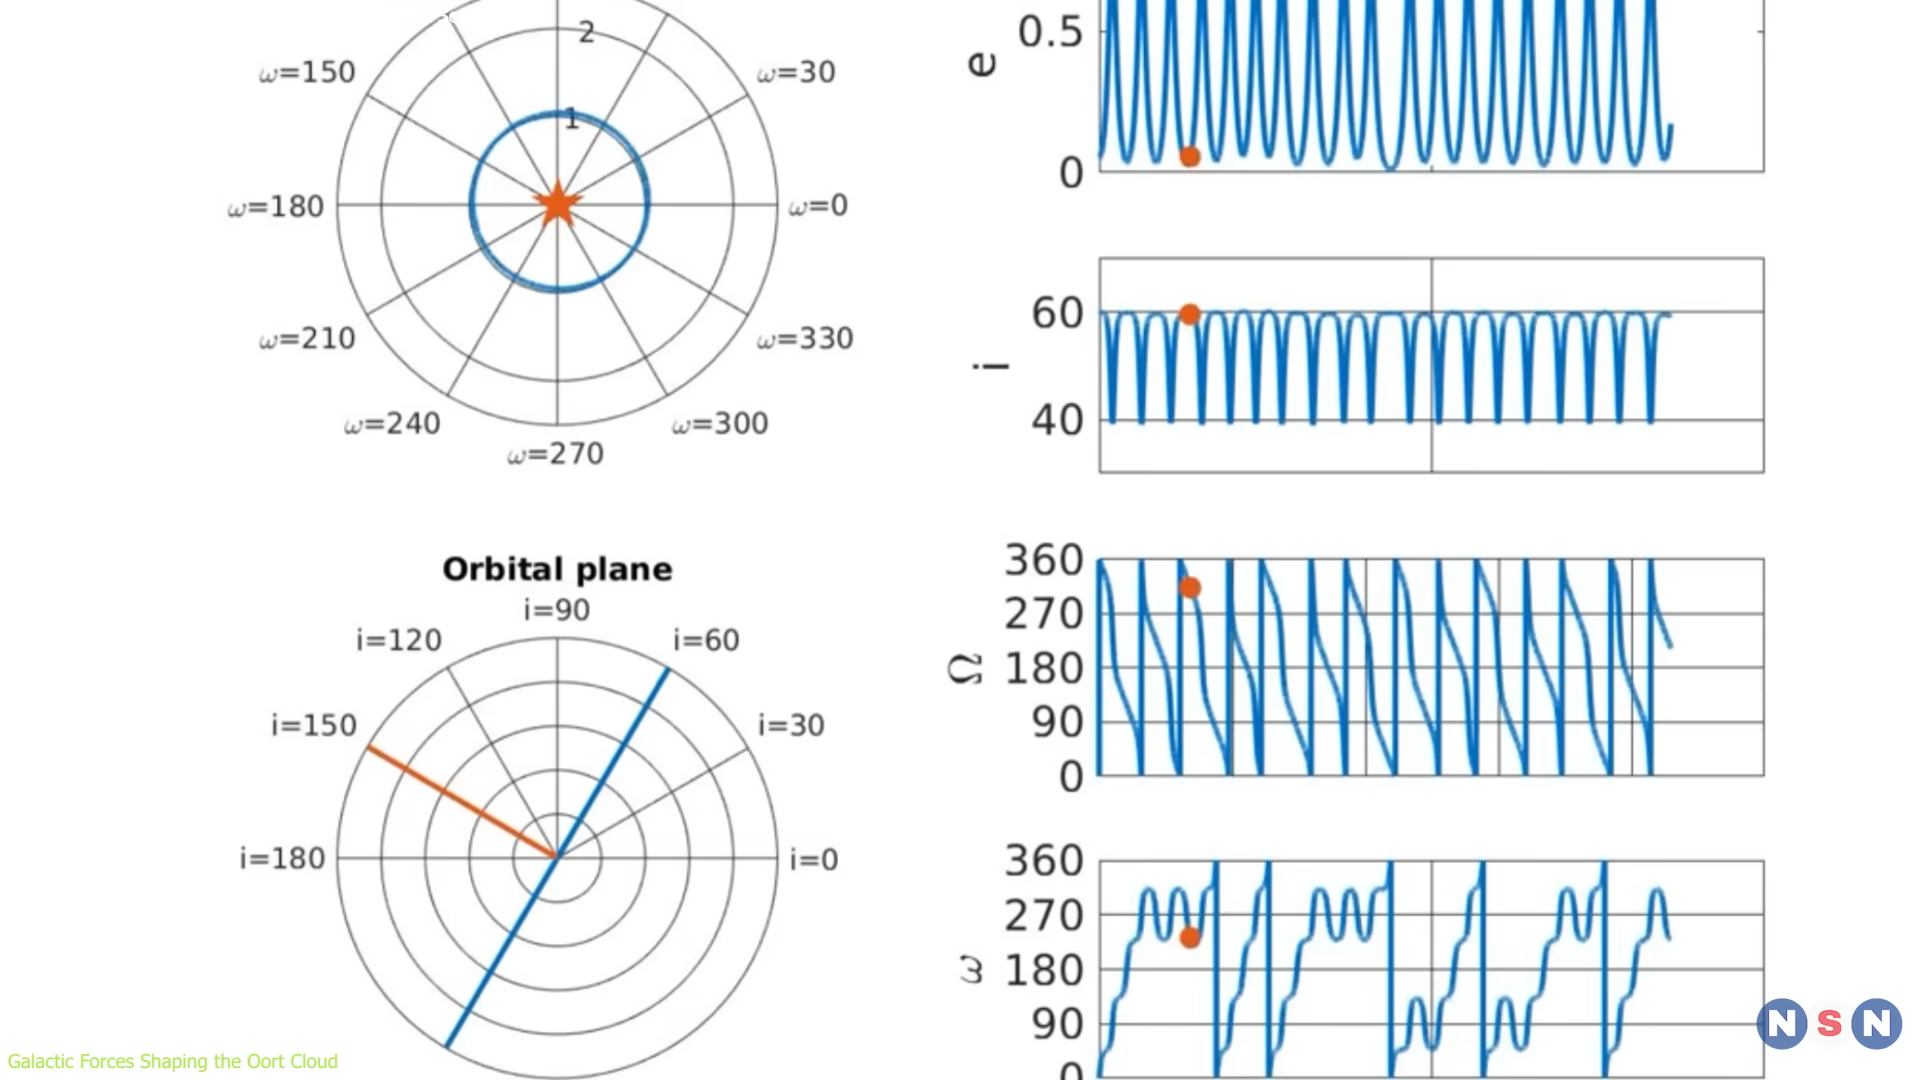 2
1
ω=150
ω=30
ω=180
ω=0
ω=210
ω=330
ω=240
ω=300
ω=270
e
0.5
0
i
60
40
Orbital plane
i=90
i=120
i=60
i=150
i=30
i=180
i=0
Ω
360
270
180
90
0
ω
360
270
180
90
0
N S N
Galactic Forces Shaping the Oort Cloud